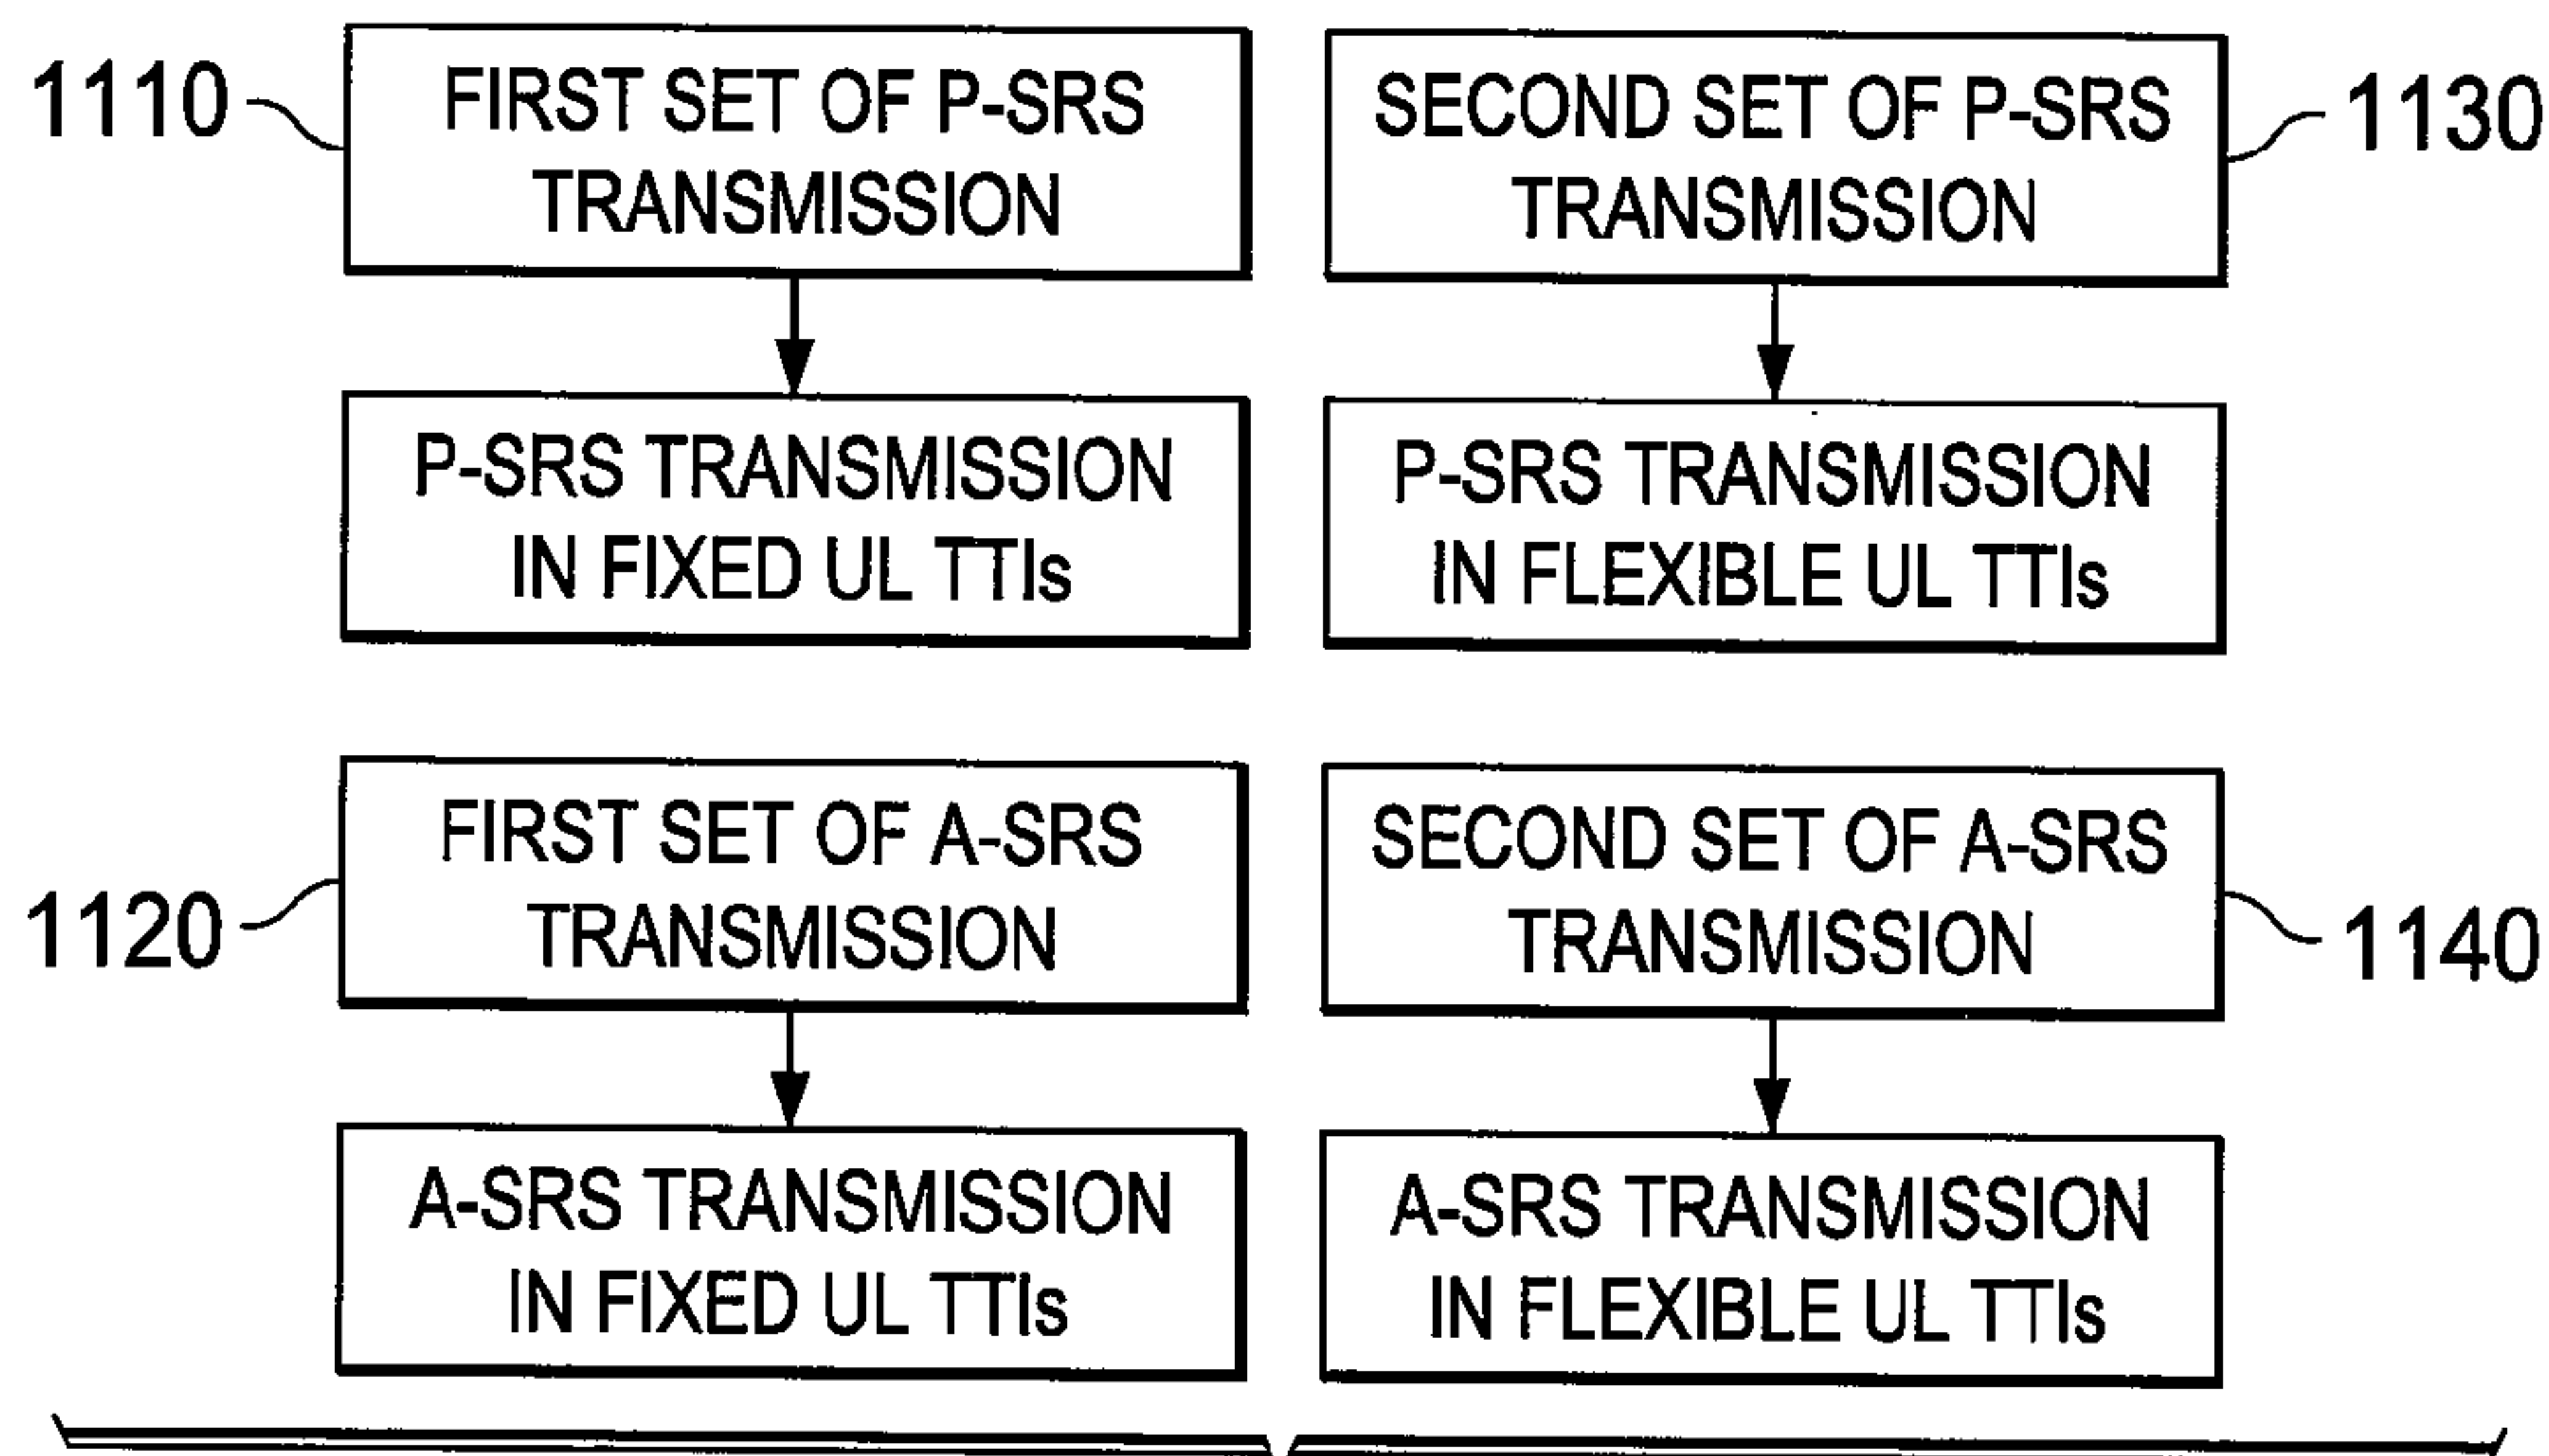 1110
FIRST SET OF P-SRS
TRANSMISSION
P-SRS TRANSMISSION
IN FIXED UL TTIs
SECOND SET OF P-SRS
TRANSMISSION
1130
P-SRS TRANSMISSION
IN FLEXIBLE UL TTIs
1120
FIRST SET OF A-SRS
TRANSMISSION
A-SRS TRANSMISSION
IN FIXED UL TTIs
SECOND SET OF A-SRS
TRANSMISSION
1140
A-SRS TRANSMISSION
IN FLEXIBLE UL TTIs